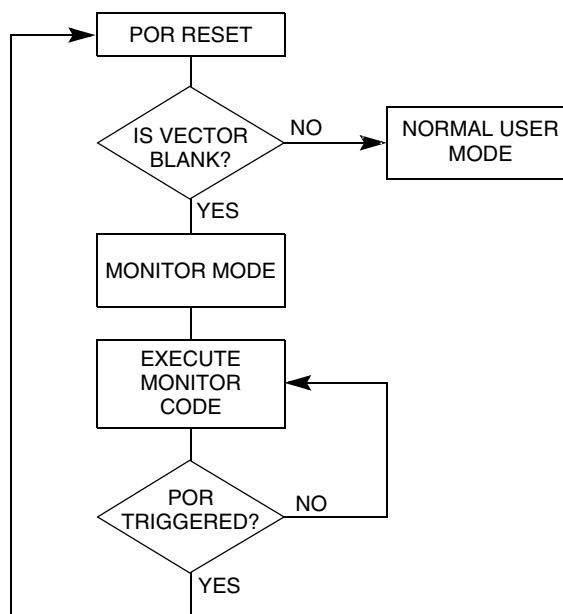 POR RESET
IS VECTOR
BLANK?
NO
NORMAL USER
MODE
YES
MONITOR MODE
EXECUTE
MONITOR
CODE
POR
TRIGGERED?
NO
YES